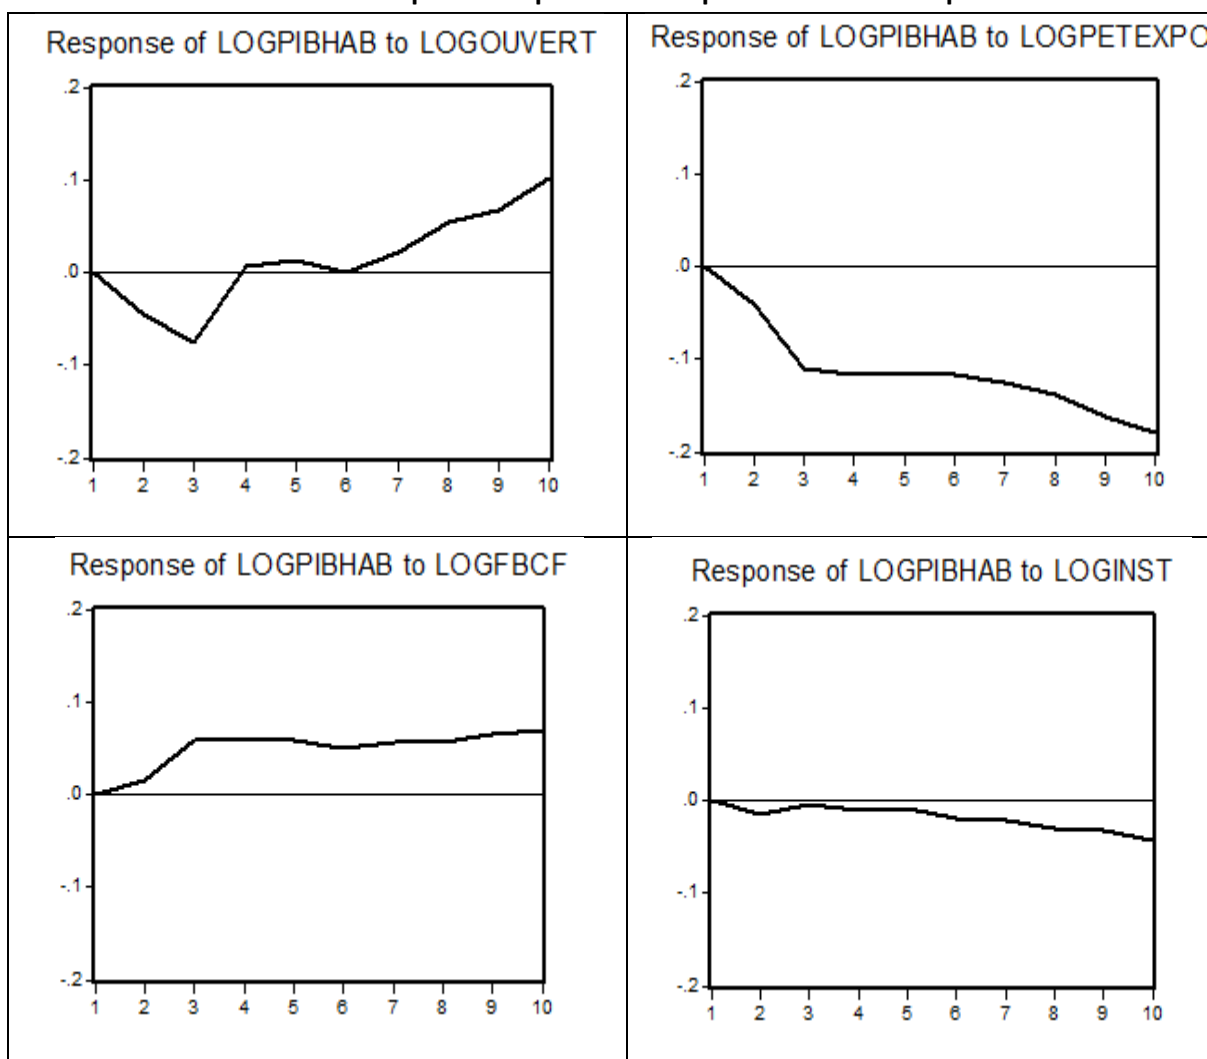 Response of LOGPIBHAB to LOGOUVERT
.2
.1
.0
-.1
-.2
1 2 3 4 5 6 7 8 9 10
Response of LOGPIBHAB to LOGPETEXPO
.2
.1
.0
-.1
-.2
1 2 3 4 5 6 7 8 9 10
Response of LOGPIBHAB to LOGFBCF
.2
.1
.0
-.1
-.2
1 2 3 4 5 6 7 8 9 10
Response of LOGPIBHAB to LOGINST
.2
.1
.0
-.1
-.2
1 2 3 4 5 6 7 8 9 10